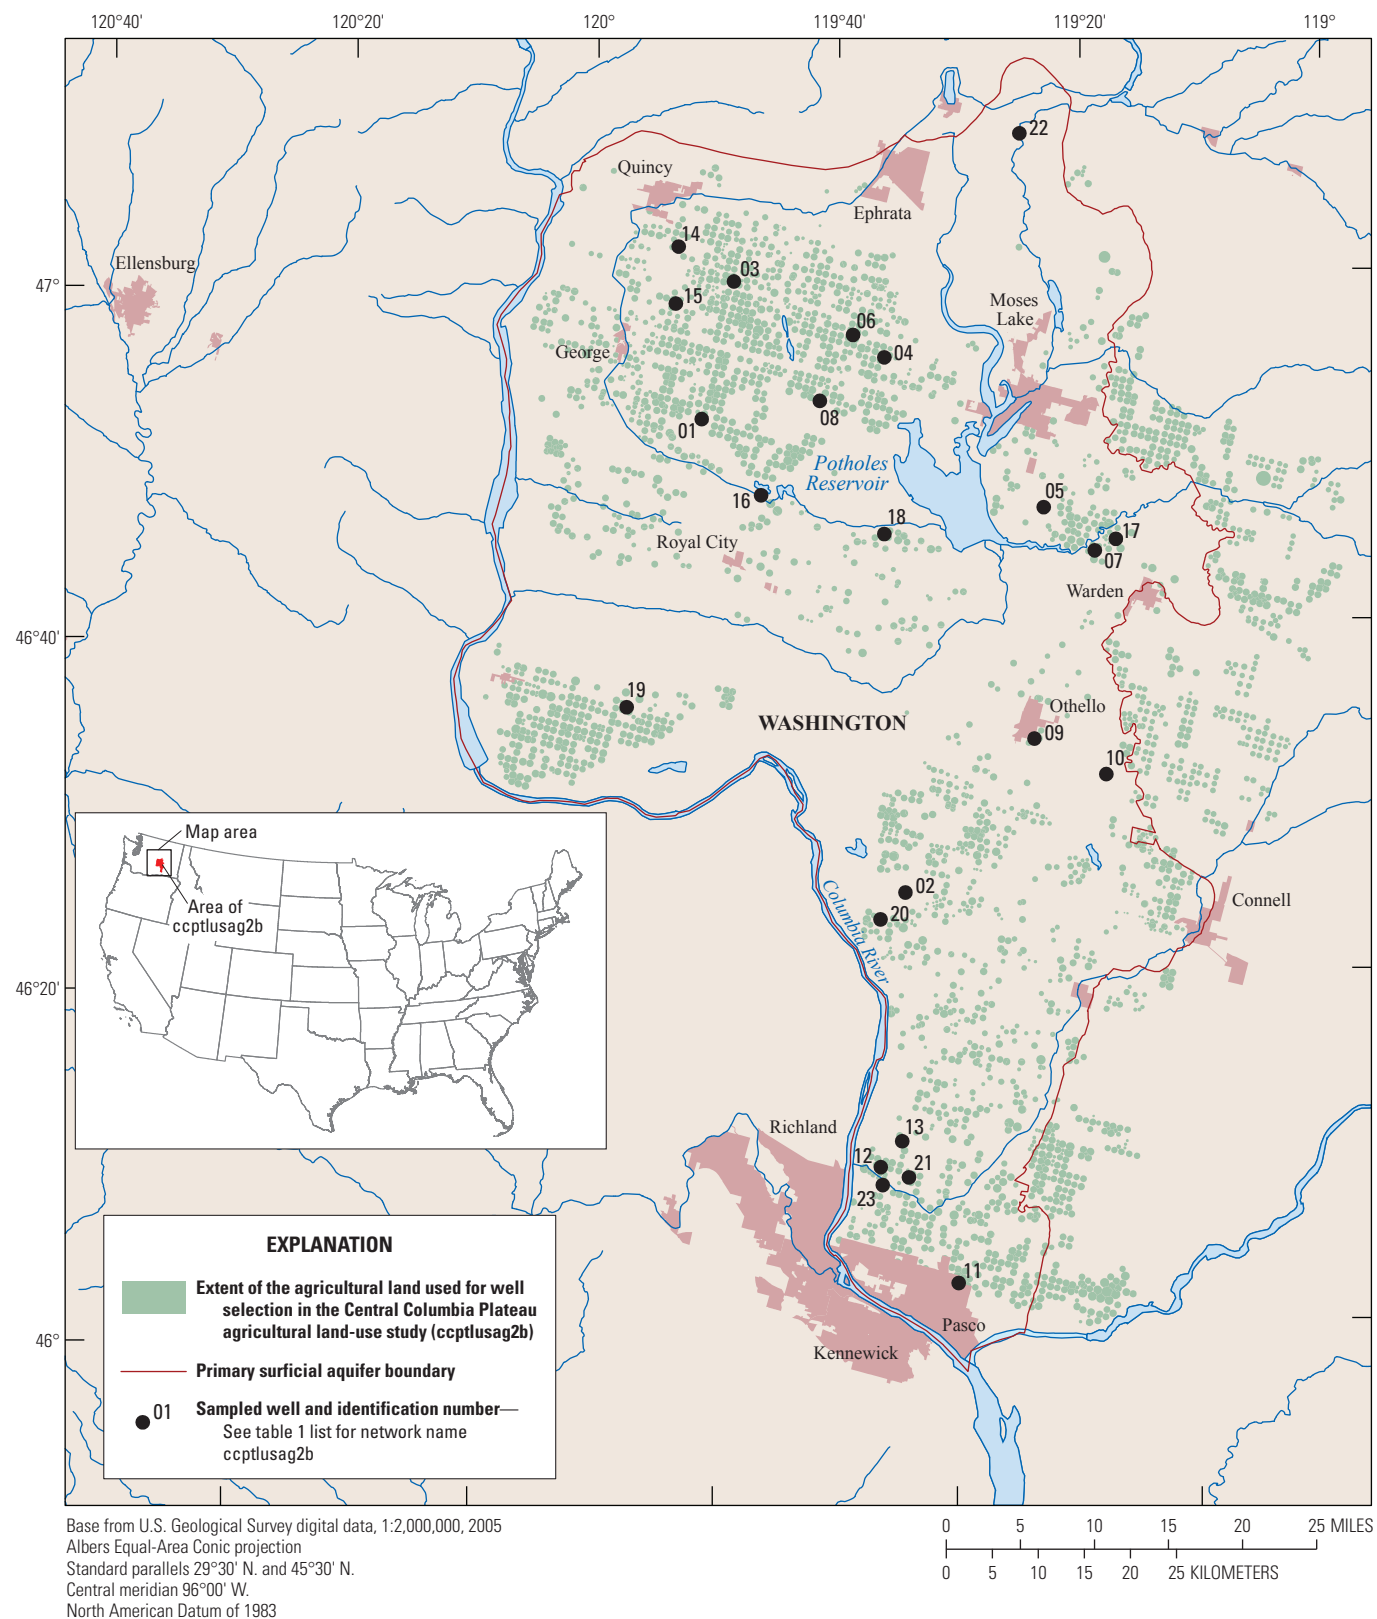 120°40'
120°20'
120°
119°40'
119°20'
119°
22
Quincy
Ephrata
14
Ellensburg
03
47°
15
Moses
Lake
06
George
04
08
01
Potholes
Reservoir
16
05
18
17
Royal City
07
Warden
46°40'
19
Othello
WASHINGTON
09
10
Map area
02
Connell
Area of
ccptlusag2b
20
Columbia River
46°20'
Richland
13
12
21
23
EXPLANATION
11
Extent of the agricultural land used for well
selection in the Central Columbia Plateau
agricultural land-use study (ccptlusag2b)
Pasco
46°
Kennewick
Primary surficial aquifer boundary
01
Sampled well and identification number—
See table 1 list for network name
ccptlusag2b
Base from U.S. Geological Survey digital data, 1:2,000,000, 2005
Albers Equal-Area Conic projection
Standard parallels 29°30' N. and 45°30' N.
Central meridian 96°00' W.
North American Datum of 1983
0 5 10 15 20 25 MILES
0 5 10 15 20 25 KILOMETERS